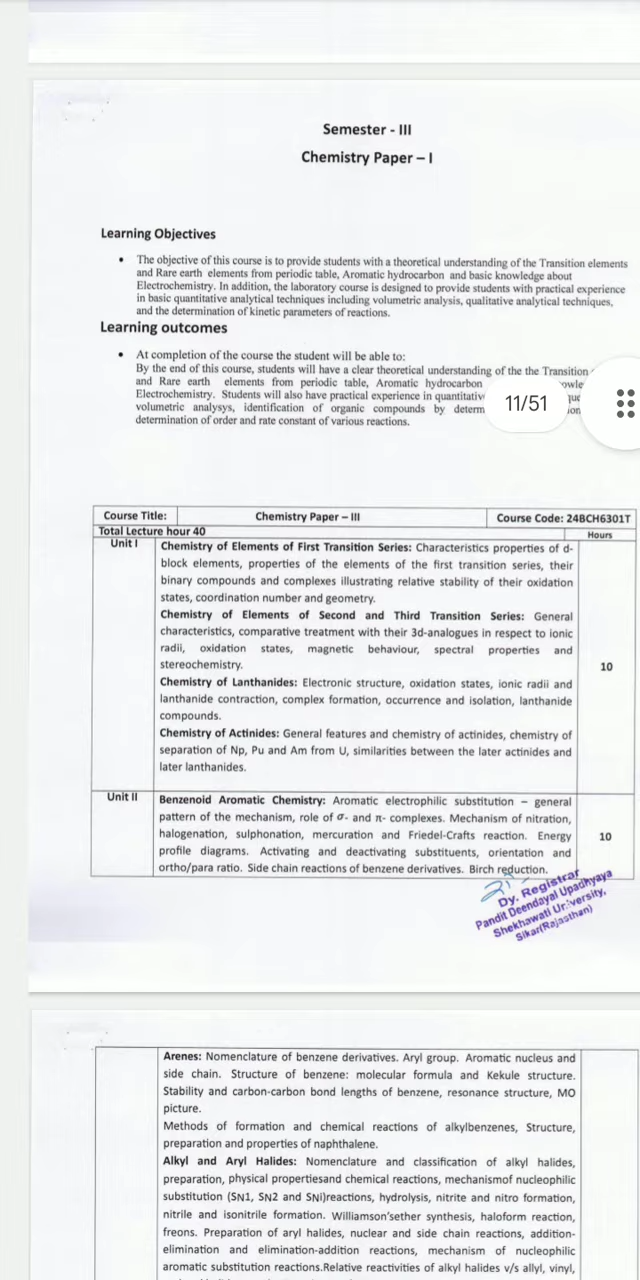 Semester - III
Chemistry Paper – I
Learning Objectives
• The objective of this course is to provide students with a theoretical understanding of the Transition elements
and Rare earth elements from periodic table, Aromatic hydrocarbon and basic knowledge about
Electrochemistry. In addition, the laboratory course is designed to provide students with practical experience
in basic quantitative analytical techniques including volumetric analysis, qualitative analytical techniques,
and the determination of kinetic parameters of reactions.
Learning outcomes
• At completion of the course the student will be able to:
By the end of this course, students will have a clear theoretical understanding of the the Transition
and Rare earth elements from periodic table, Aromatic hydrocarbon
Electrochemistry. Students will also have practical experience in
volumetric analysys, identification of organic compounds by
determination of order and rate constant of various reactions.
11/51
Course Title: Chemistry Paper – III Course Code: 24BCH6301T
Total Lecture hour 40 Hours
Unit I Chemistry of Elements of First Transition Series: Characteristics properties of d-
block elements, properties of the elements of the first transition series, their
binary compounds and complexes illustrating relative stability of their oxidation
states, coordination number and geometry.
Chemistry of Elements of Second and Third Transition Series: General
characteristics, comparative treatment with their 3d-analogues in respect to ionic
radii, oxidation states, magnetic behaviour, spectral properties and
stereochemistry.
10
Chemistry of Lanthanides: Electronic structure, oxidation states, ionic radii and
lanthanide contraction, complex formation, occurrence and isolation, lanthanide
compounds.
Chemistry of Actinides: General features and chemistry of actinides, chemistry of
separation of Np, Pu and Am from U, similarities between the later actinides and
later lanthanides.
Unit II Benzenoid Aromatic Chemistry: Aromatic electrophilic substitution – general
pattern of the mechanism, role of σ- and π- complexes. Mechanism of nitration,
halogenation, sulphonation, mercuration and Friedel-Crafts reaction. Energy
10
profile diagrams. Activating and deactivating substituents, orientation and
ortho/para ratio. Side chain reactions of benzene derivatives. Birch reduction.
Dy. Registrar
Pandit Deendayal Upadhyaya
Shekhawati University,
Sikar(Rajasthan)
Arenes: Nomenclature of benzene derivatives. Aryl group. Aromatic nucleus and
side chain. Structure of benzene: molecular formula and Kekule structure.
Stability and carbon-carbon bond lengths of benzene, resonance structure, MO
picture.
Methods of formation and chemical reactions of alkylbenzenes, Structure,
preparation and properties of naphthalene.
Alkyl and Aryl Halides: Nomenclature and classification of alkyl halides,
preparation, physical propertiesand chemical reactions, mechanismof nucleophilic
substitution (SN1, SN2 and SNi)reactions, hydrolysis, nitrite and nitro formation,
nitrile and isonitrile formation. Williamson'sether synthesis, haloform reaction,
freons. Preparation of aryl halides, nuclear and side chain reactions, addition-
elimination and elimination-addition reactions, mechanism of nucleophilic
aromatic substitution reactions.Relative reactivities of alkyl halides v/s allyl, vinyl,